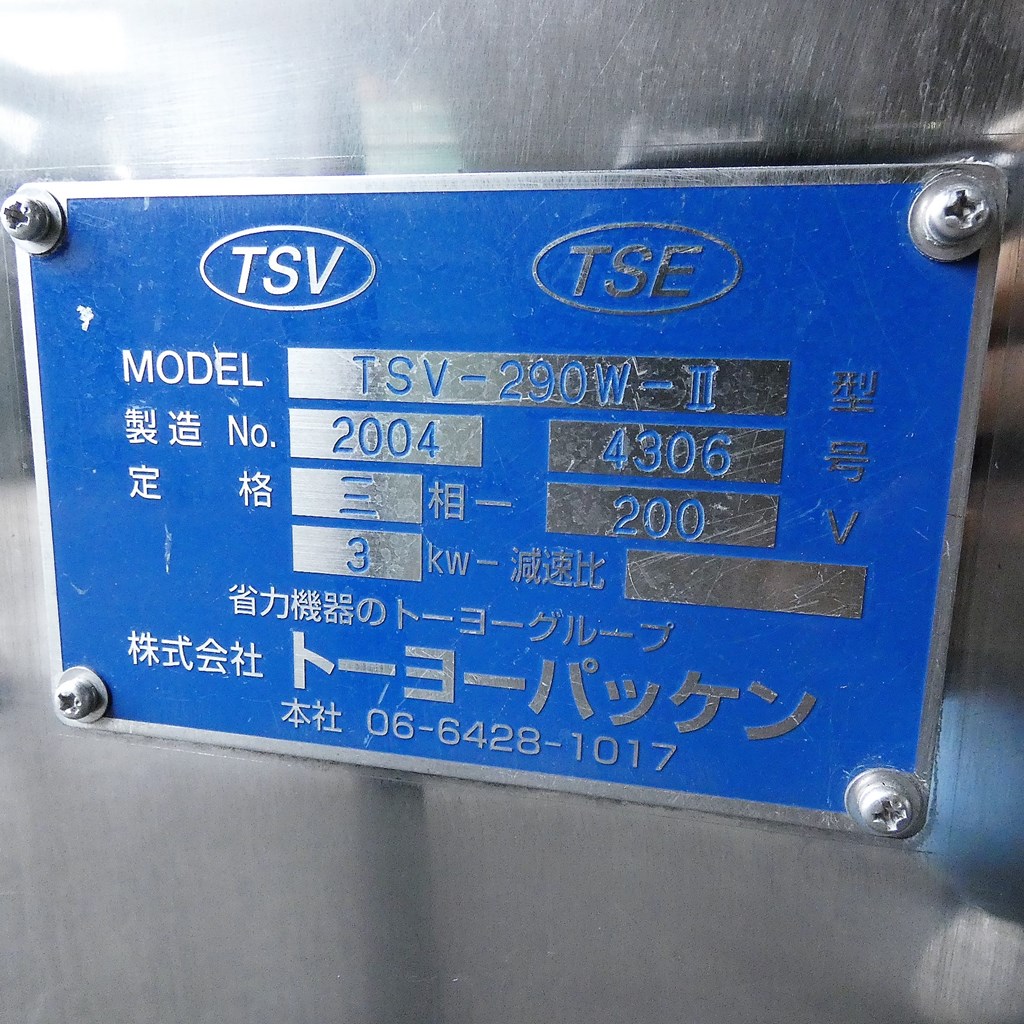 TSV TSE
MODEL TSV-290W-Ⅲ 型
製造 No. 2004 4306 号
定格 三 相 ー 200 V
3 kw － 減速比
省力機器のトーヨーグループ
株式会社 トーヨーパッケン
本社 06-6428-1017